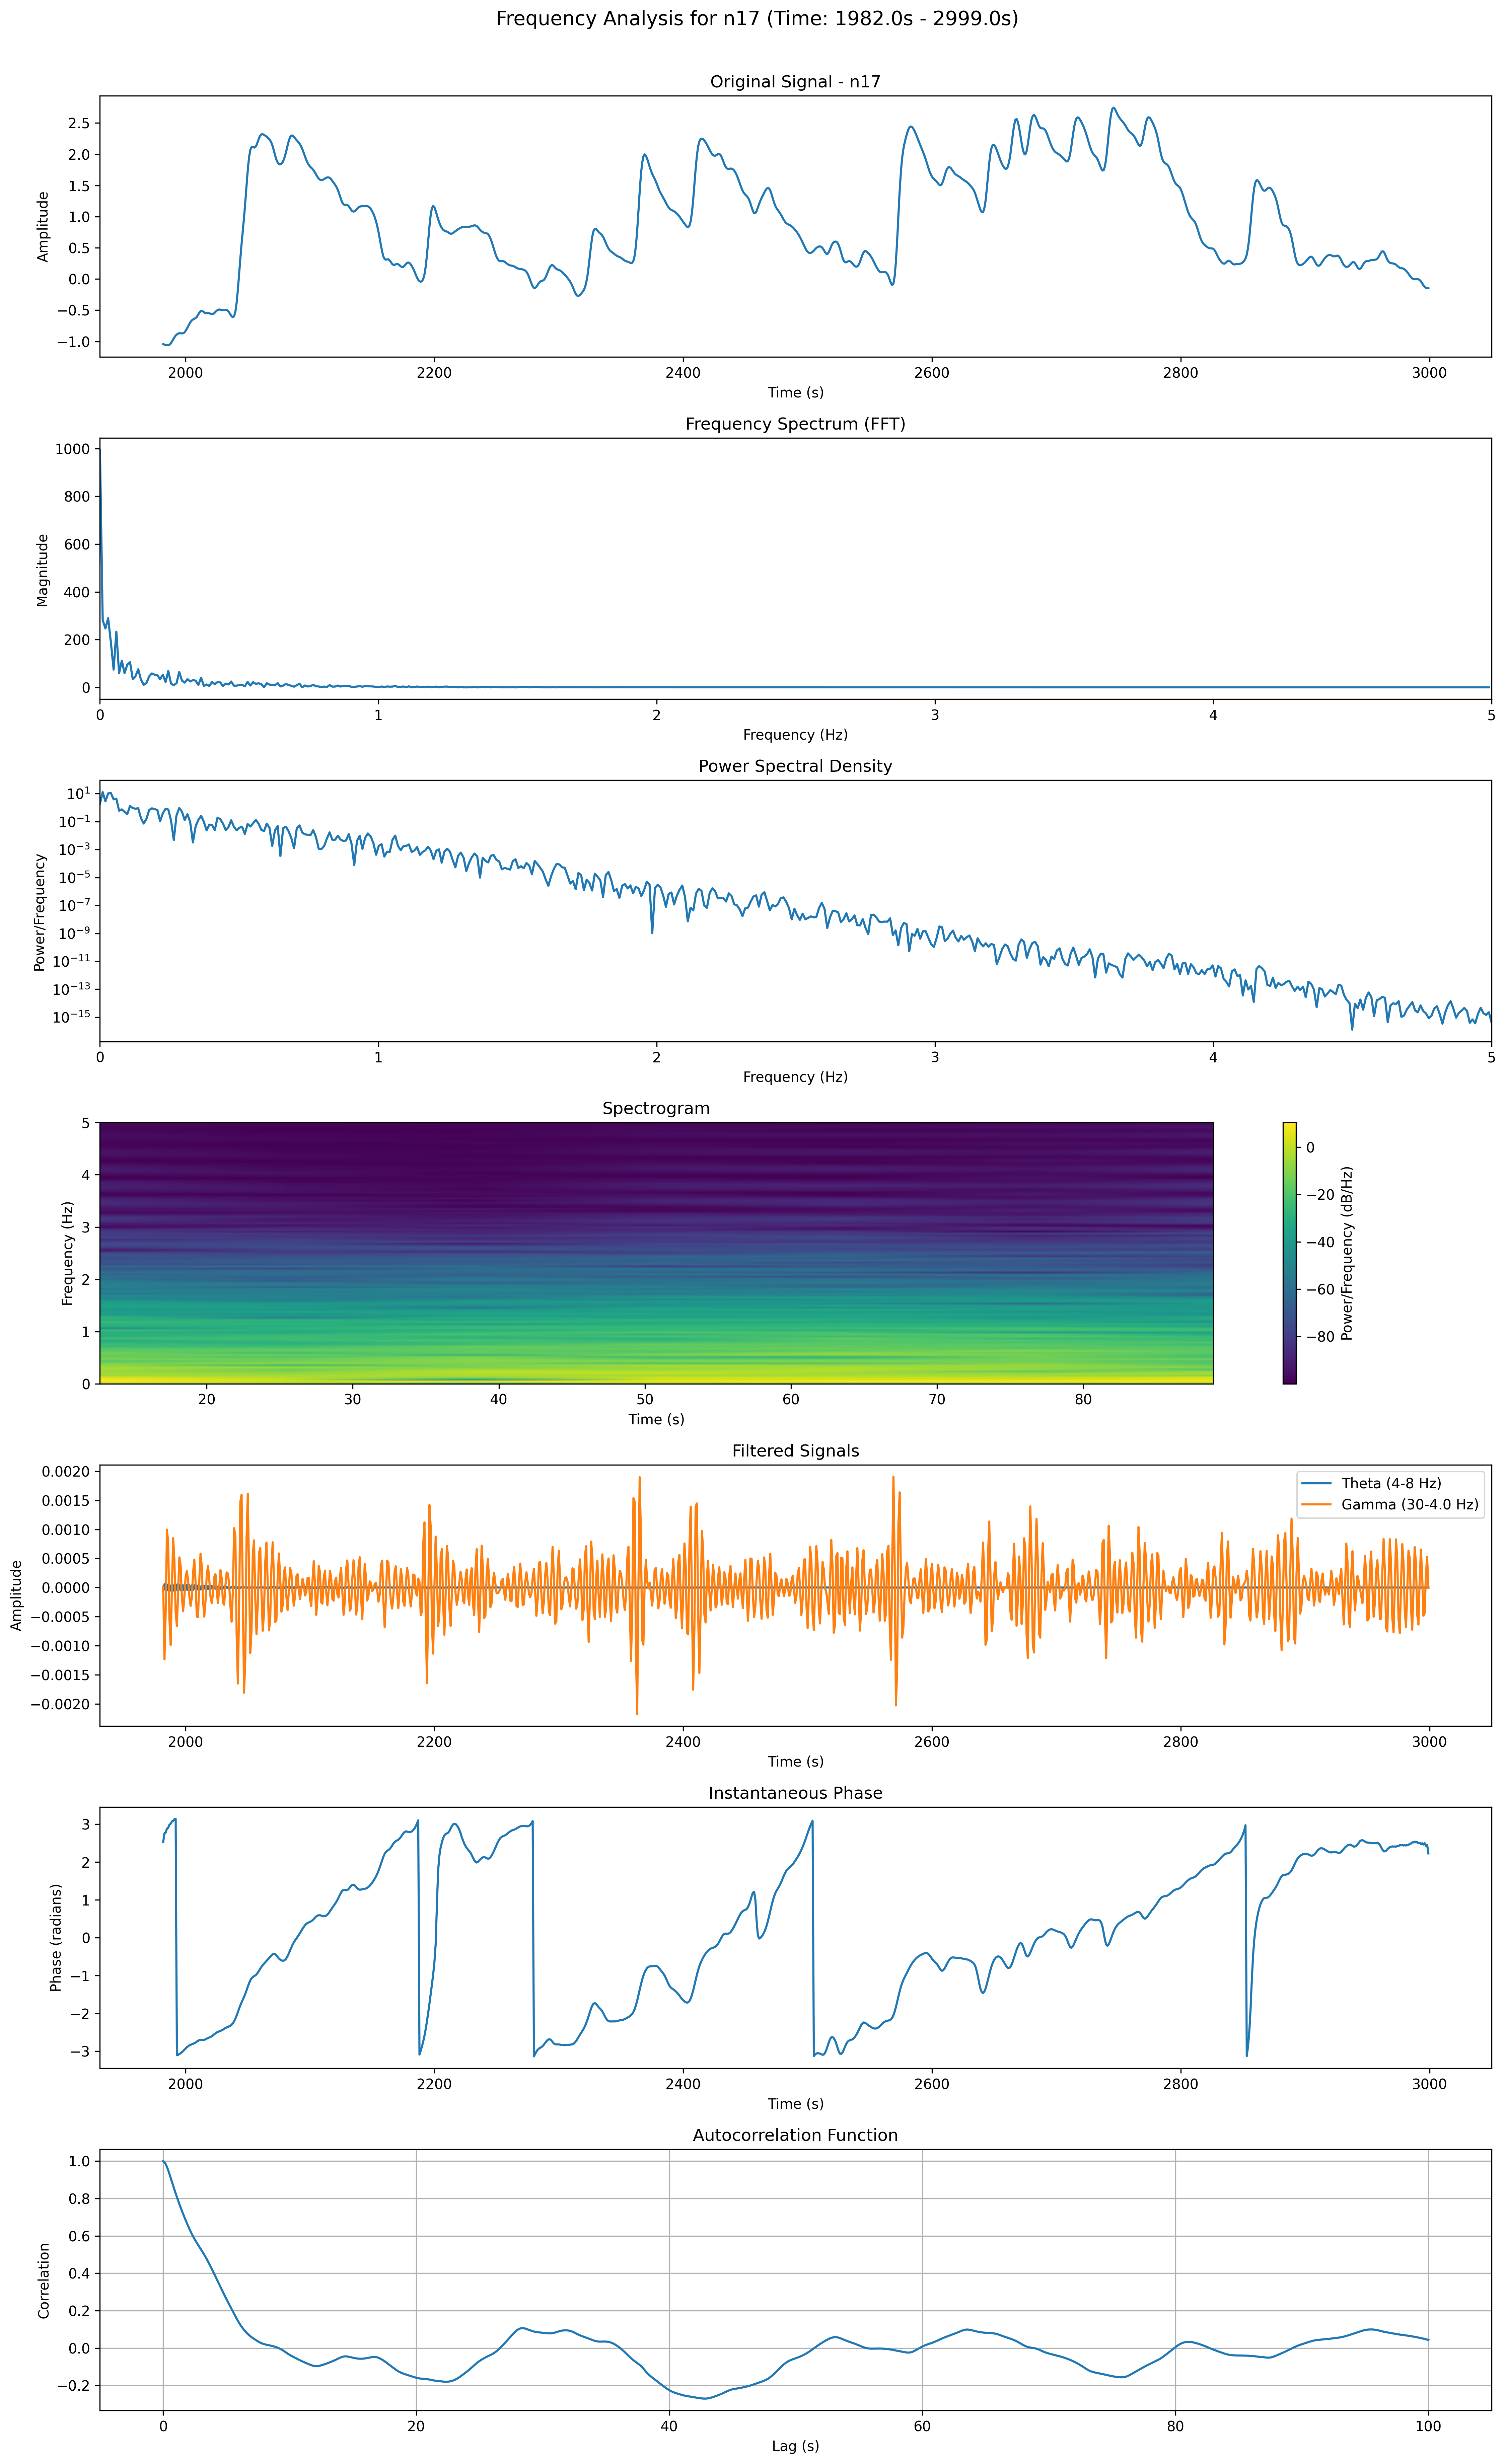 Frequency Analysis for n17 (Time: 1982.0s - 2999.0s)
Original Signal - n17
2.5
2.0
1.5
1.0
0.5
0.0
−0.5
−1.0
Amplitude
2000 2200 2400 2600 2800 3000
Time (s)
Frequency Spectrum (FFT)
1000
800
600
400
200
0
Magnitude
0 1 2 3 4 5
Frequency (Hz)
Power Spectral Density
10¹
10⁻¹
10⁻³
10⁻⁵
10⁻⁷
10⁻⁹
10⁻¹¹
10⁻¹³
10⁻¹⁵
Power/Frequency
0 1 2 3 4 5
Frequency (Hz)
Spectrogram
5
4
3
2
1
0
Frequency (Hz)
20 30 40 50 60 70 80
Time (s)
0
−20
−40
−60
−80
Power/Frequency (dB/Hz)
Filtered Signals
0.0020
0.0015
0.0010
0.0005
0.0000
−0.0005
−0.0010
−0.0015
−0.0020
Amplitude
Theta (4-8 Hz)
Gamma (30-4.0 Hz)
2000 2200 2400 2600 2800 3000
Time (s)
Instantaneous Phase
3
2
1
0
−1
−2
−3
Phase (radians)
2000 2200 2400 2600 2800 3000
Time (s)
Autocorrelation Function
1.0
0.8
0.6
0.4
0.2
0.0
−0.2
Correlation
0 20 40 60 80 100
Lag (s)